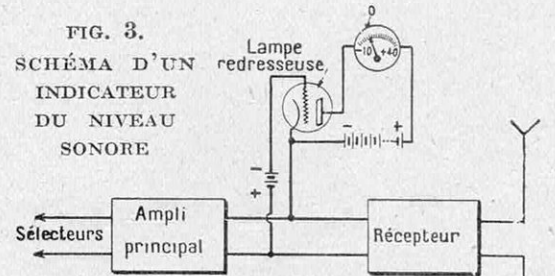 FIG. 3.
SCHÉMA D'UN
INDICATEUR
DU NIVEAU
SONORE
Lampe
redresseuse
0
-10 +40
- +
-
+
Ampli
principal
Sélecteurs
Récepteur